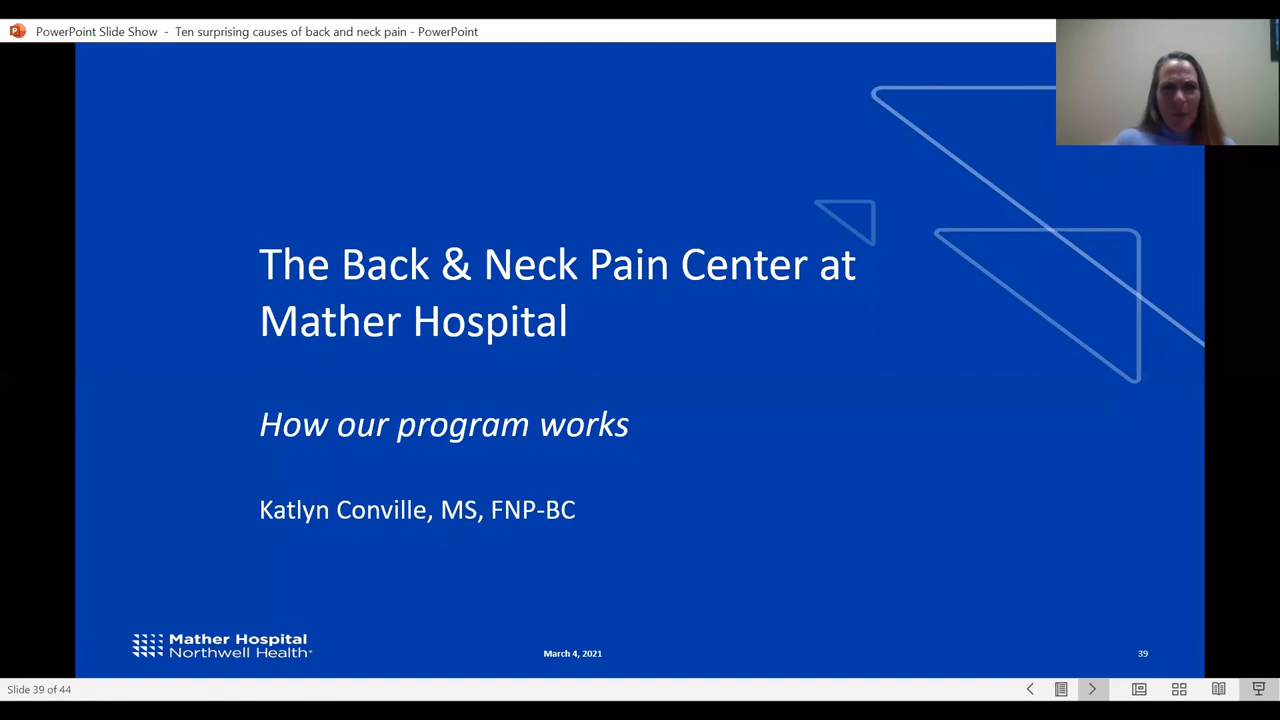 PowerPoint Slide Show - Ten surprising causes of back and neck pain - PowerPoint
The Back & Neck Pain Center at
Mather Hospital
How our program works
Katlyn Conville, MS, FNP-BC
Mather Hospital
Northwell Health®
March 4, 2021
39
Slide 39 of 44